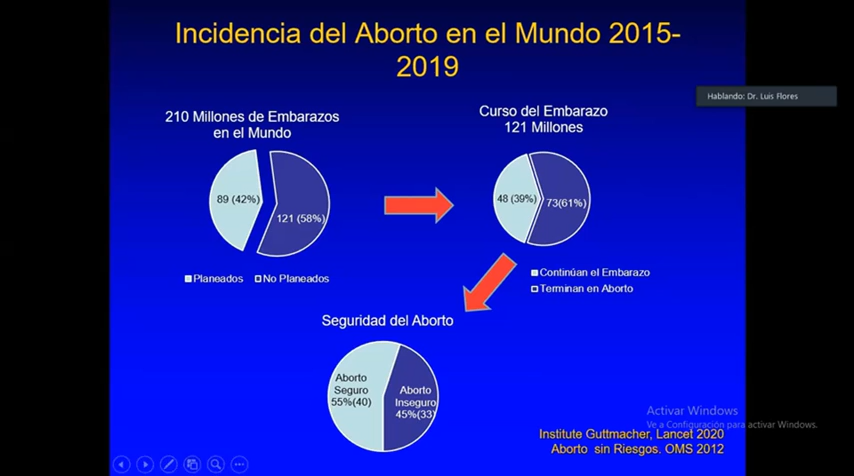 Incidencia del Aborto en el Mundo 2015-
2019
Hablando: Dr. Luis Flores
210 Millones de Embarazos
en el Mundo
89 (42%)
121 (58%)
Planeados No Planeados
Curso del Embarazo
121 Millones
48 (39%)
73(61%)
Continúan el Embarazo
Terminan en Aborto
Seguridad del Aborto
Aborto
Seguro
55%(40)
Aborto
Inseguro
45%(33)
Activar Windows
Ve a Configuración para activar Windows.
Institute Guttmacher, Lancet 2020
Aborto sin Riesgos. OMS 2012